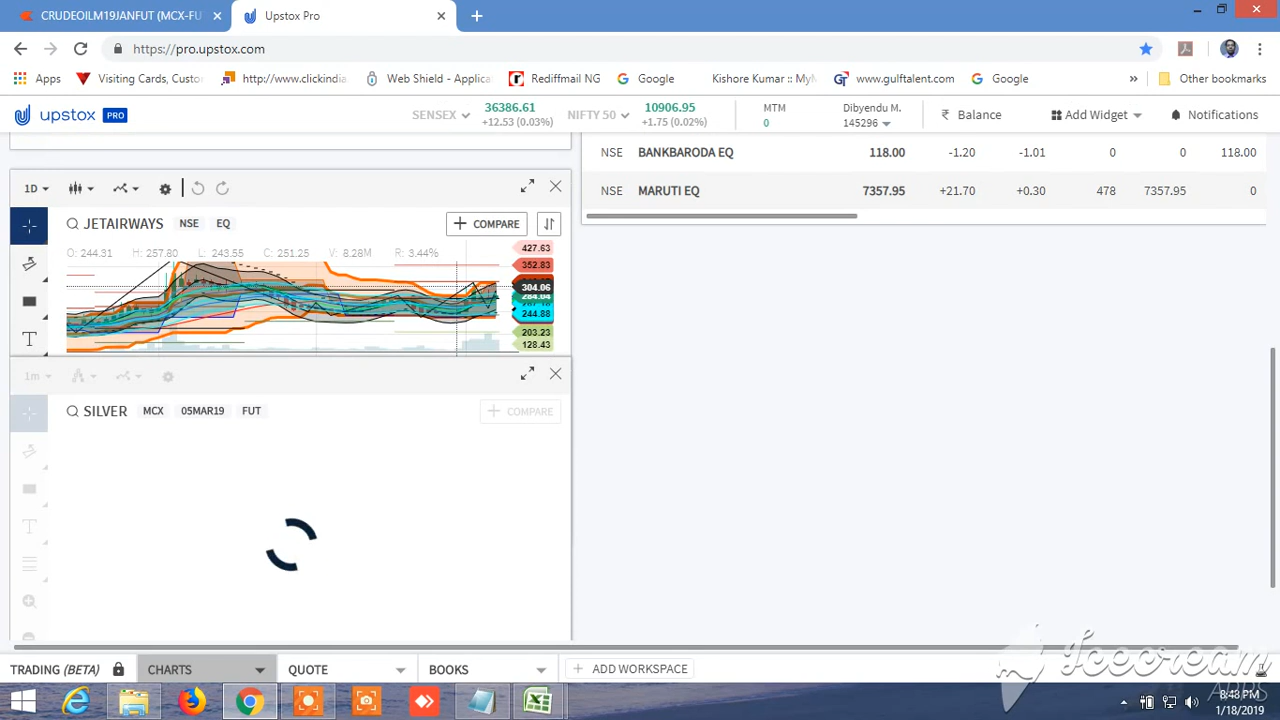 CRUDEOILM19JANFUT (MCX-FU
Upstox Pro
https://pro.upstox.com
Apps
Visiting Cards, Custo
http://www.clickindi
Web Shield - Applica
Rediffmail NG
Google
Kishore Kumar :: My
www.gulftalent.com
Google
Other bookmarks
upstox PRO
SENSEX 36386.61 +12.53 (0.03%)
NIFTY 50 10906.95 +1.75 (0.02%)
MTM 0
Dibyendu M. 145296
₹ Balance
Add Widget
Notifications
NSE BANKBARODA EQ 118.00 -1.20 -1.01 0 0 118.00
NSE MARUTI EQ 7357.95 +21.70 +0.30 478 7357.95 0
1D
JETAIRWAYS NSE EQ
+ COMPARE
O: 244.31 H: 257.80 L: 243.55 C: 251.25 V: 8.28M R: 3.44%
427.63
352.83
304.06
284.04
244.88
203.23
128.43
T
1m
SILVER MCX 05MAR19 FUT
+ COMPARE
T
TRADING (BETA)
CHARTS
QUOTE
BOOKS
+ ADD WORKSPACE
Icecream
APPS
8:43 PM
1/18/2019